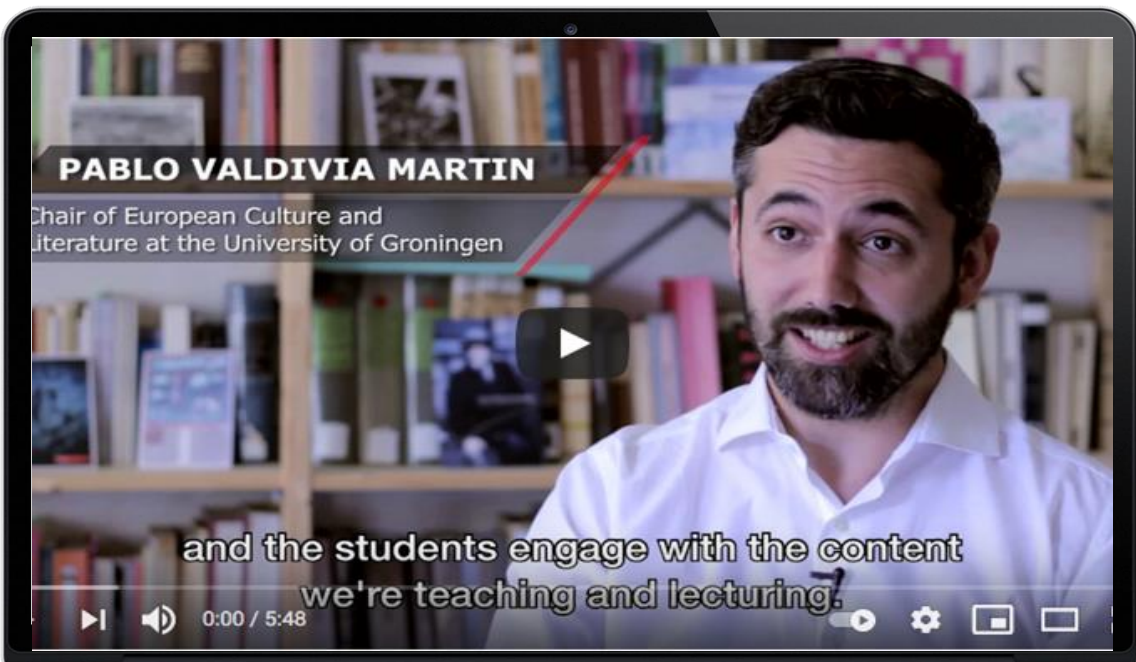 PABLO VALDIVIA MARTIN
Chair of European Culture and
Literature at the University of Groningen
and the students engage with the content
we're teaching and lecturing.
0:00 / 5:48